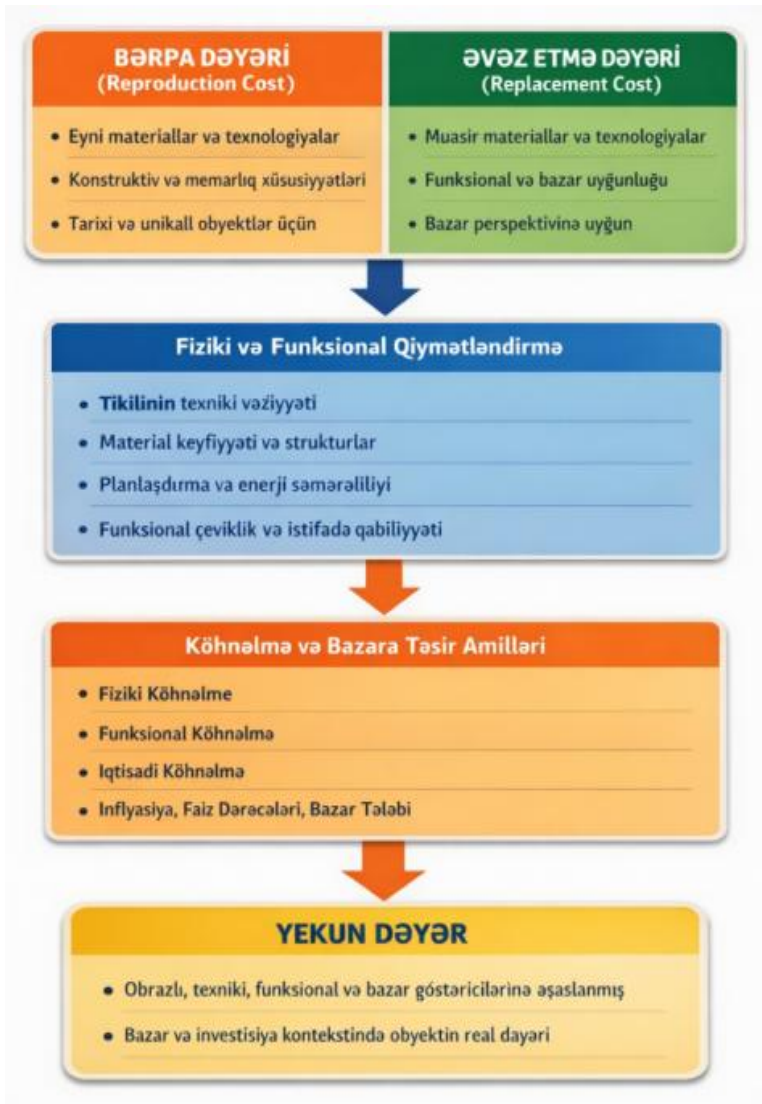 BƏRPA DƏYƏRİ
(Reproduction Cost)
• Eyni materiallar və texnologiyalar
• Konstruktiv və memarlıq xüsusiyyətləri
• Tarixi və unikall obyektlər üçün
ƏVƏZ ETMƏ DƏYƏRİ
(Replacement Cost)
• Muasir materiallar və texnologiyalar
• Funksional və bazar uyğunluğu
• Bazar perspektivinə uyğun
Fiziki və Funksional Qiymətləndirmə
• Tikilinin texniki vəziyyəti
• Material keyfiyyəti və strukturlar
• Planlaşdırma va enerji səmərəliliyi
• Funksional çeviklik və istifadə qabiliyyəti
Köhnəlmə və Bazara Təsir Amilləri
• Fiziki Köhnəlme
• Funksional Köhnəlmə
• Iqtisadi Köhnəlmə
• Inflyasiya, Faiz Dərəcələri, Bazar Tələbi
YEKUN DƏYƏR
• Obrazlı, texniki, funksional və bazar göstəricilərinə əşaslanmış
• Bazar və investisiya kontekstində obyektin real dayəri